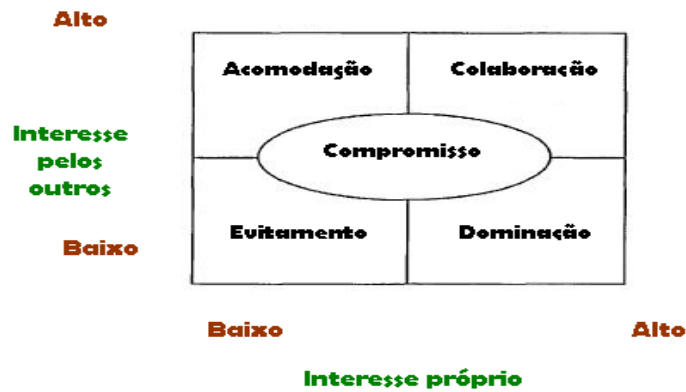 Alto
Acomodação Colaboração
Interesse
pelos
outros
Compromisso
Evitamento Dominação
Baixo
Baixo Alto
Interesse próprio